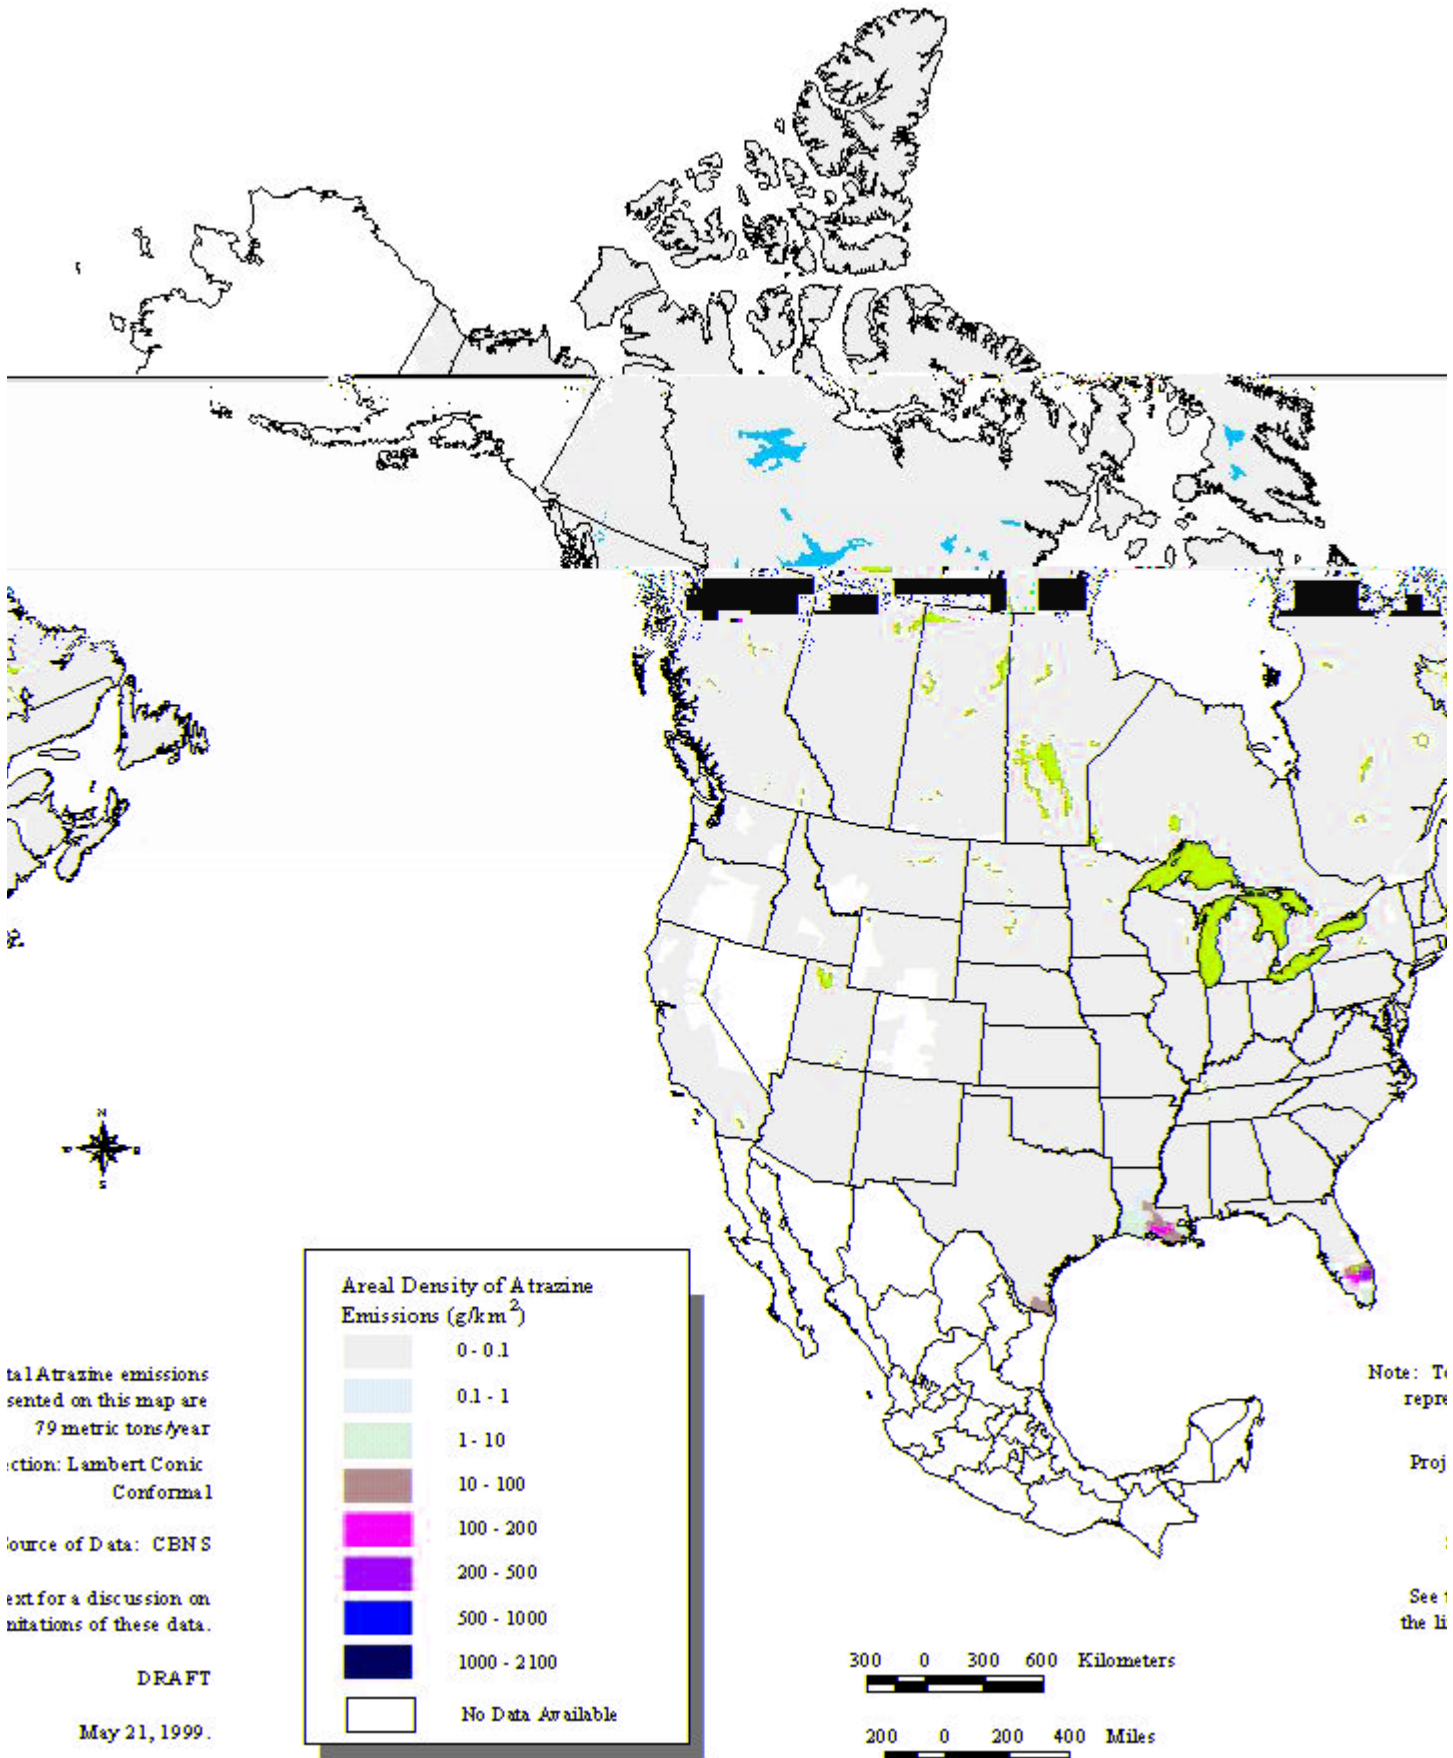 N
S
Areal Density of Atrazine
Emissions (g/km²)
0 - 0.1
0.1 - 1
1 - 10
10 - 100
100 - 200
200 - 500
500 - 1000
1000 - 2100
No Data Available
tal Atrazine emissions
sented on this map are
79 metric tons/year
ction: Lambert Conic
Conformal
ource of Data: CBNS
ext for a discussion on
mitations of these data.
DRAFT
May 21, 1999.
Note: To
repre
Proj
See t
the li
300 0 300 600 Kilometers
200 0 200 400 Miles